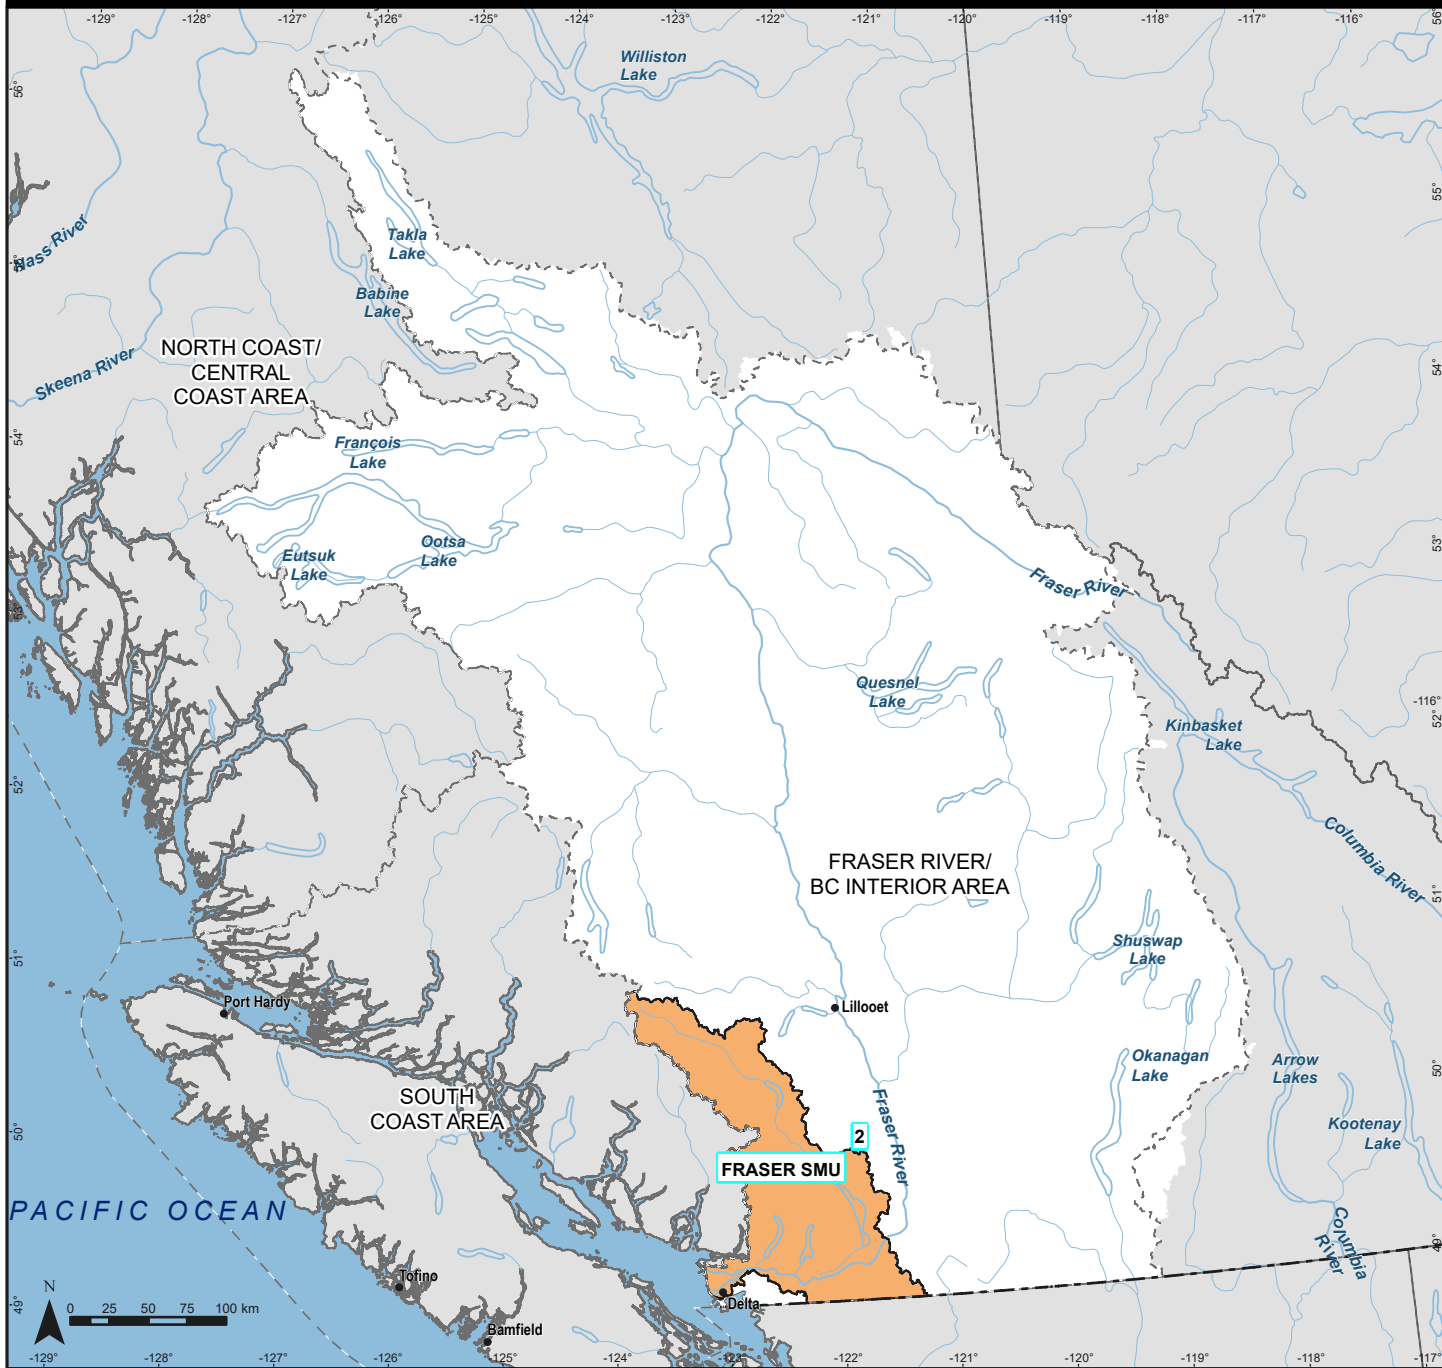 -129°
-128°
-127°
-126°
-125°
-124°
-123°
-122°
-121°
-120°
-119°
-118°
-117°
-116°
56°
56°
Williston
Lake
55°
55°
Nass River
Takla
Lake
Babine
Lake
NORTH COAST/
CENTRAL
COAST AREA
Skeena River
54°
54°
François
Lake
Eutsuk
Lake
Ootsa
Lake
53°
53°
Fraser River
Quesnel
Lake
-116°
52°
Kinbasket
Lake
52°
Columbia River
FRASER RIVER/
BC INTERIOR AREA
51°
51°
Shuswap
Lake
Port Hardy
Lillooet
Okanagan
Lake
Arrow
Lakes
50°
50°
SOUTH
COAST AREA
Fraser River
Kootenay
Lake
2
FRASER SMU
PACIFIC OCEAN
Columbia
River
49°
49°
Tofino
Delta
Bamfield
N
0 25 50 75 100 km
-128°
-127°
-126°
-125°
-124°
-123°
-122°
-121°
-120°
-119°
-118°
-117°